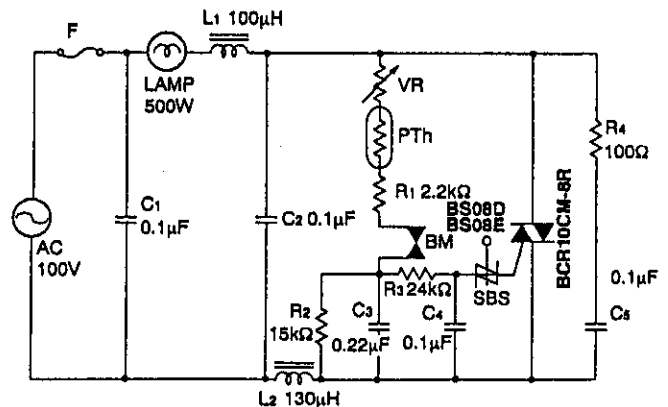 F
L1 100μH
LAMP
500W
VR
PTh
R4
100Ω
R1 2.2kΩ
BS08D
BS08E
BCR10CM-8R
C1
0.1μF
C2 0.1μF
BM
AC
100V
R3 24kΩ
SBS
0.1μF
C5
R2
15kΩ
C3
0.22μF
C4
0.1μF
L2 130μH